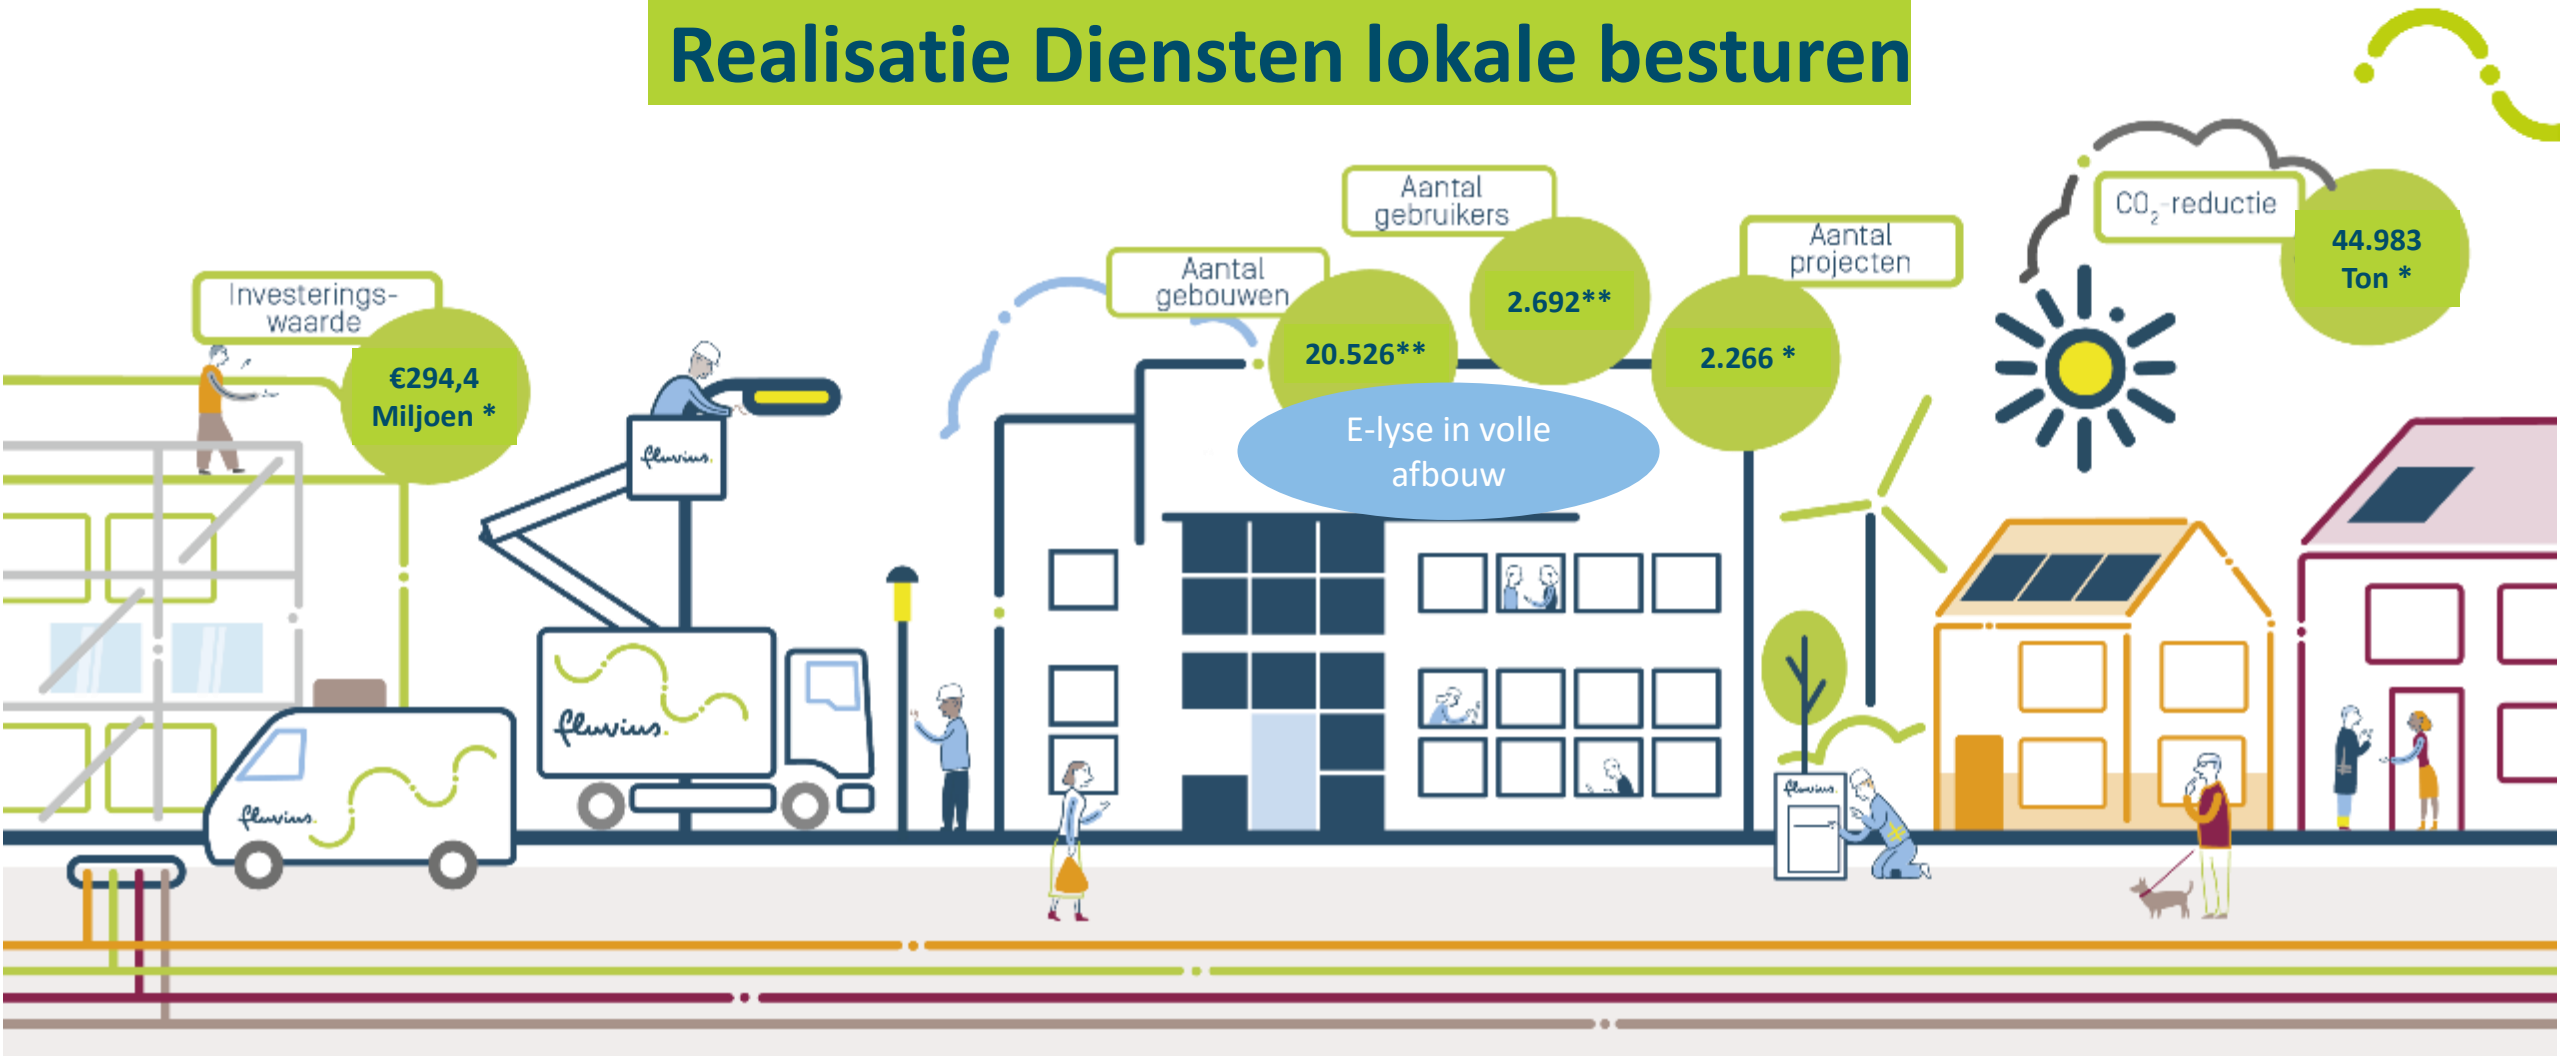 Realisatie Diensten lokale besturen
Aantal
gebruikers
2.692**
CO₂-reductie
44.983
Ton *
Aantal
projecten
2.266 *
Aantal
gebouwen
20.526**
Investerings-
waarde
€294,4
Miljoen *
E-lyse in volle
afbouw
fluvius.
fluvius.
fluvius.
fluvius.